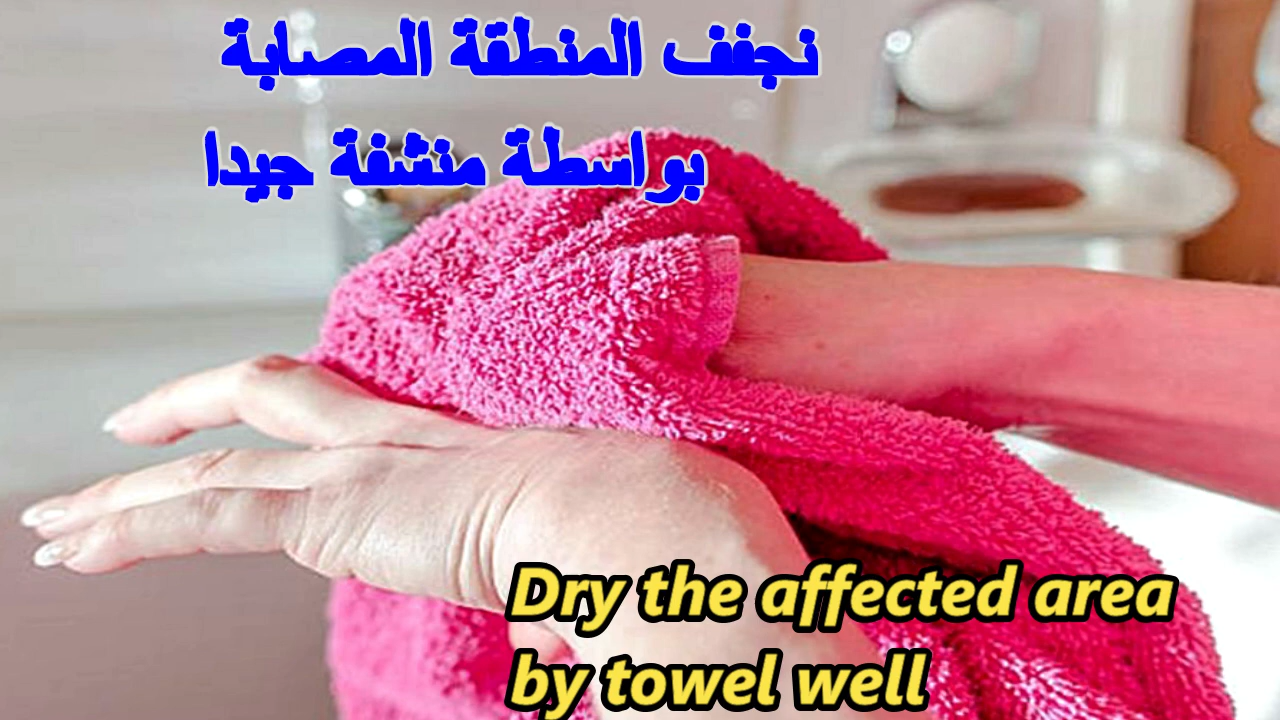 نجفف المنطقة المصابة
بواسطة منشفة جيدا
Dry the affected area
by towel well